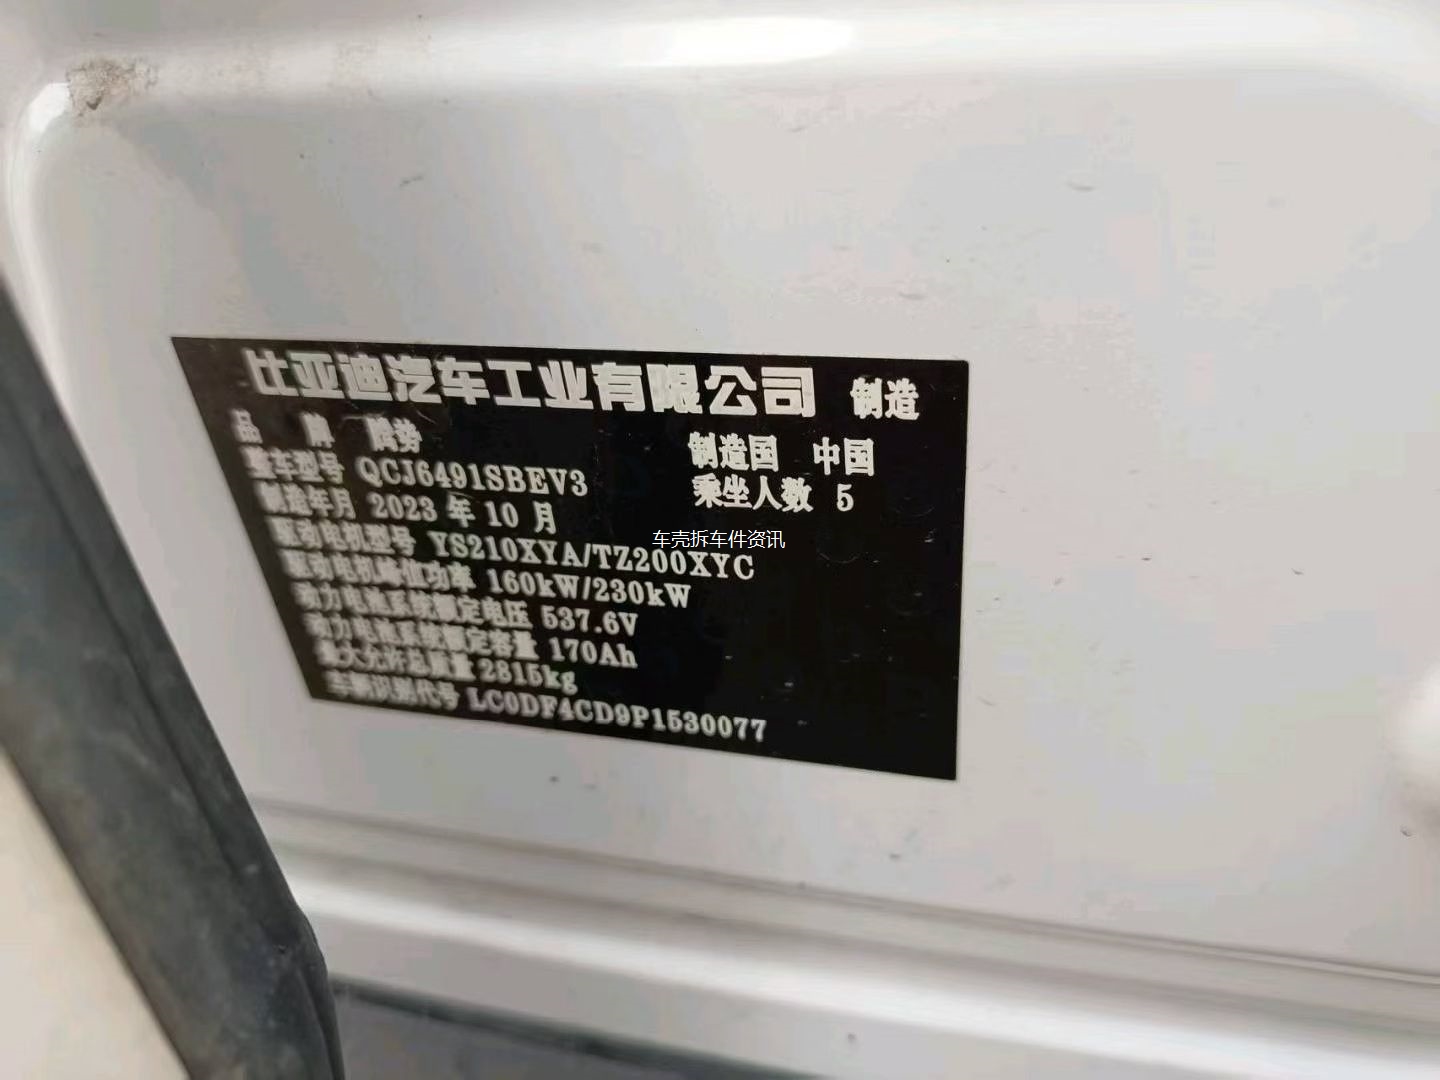 比亚迪汽车工业有限公司 制造
品 牌 腾势 制造国 中国
整车型号 QCJ6491SBEV3 乘坐人数 5
制造年月 2023 年 10 月
驱动电机型号 YS210XYA/TZ200XYC
驱动电机峰值功率 160kW/230kW
动力电池系统额定电压 537.6V
动力电池系统额定容量 170Ah
最大允许总质量 2815kg
车辆识别代号 LC0DF4CD9P1530077
车壳拆车件资讯